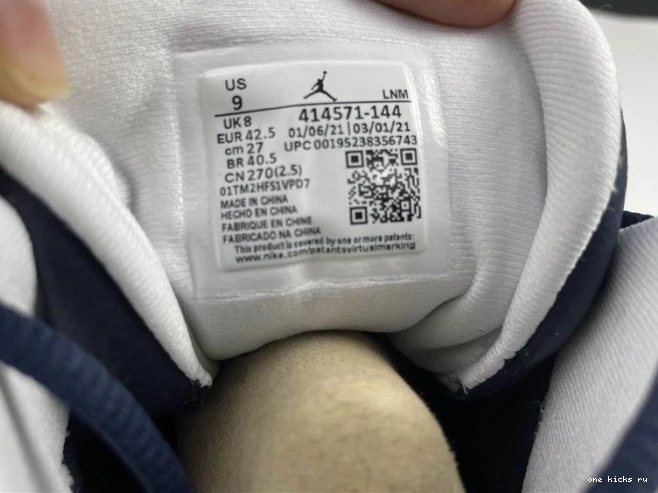 US
9
LNM
UK 8
414571-144
EUR 42.5
01/06/21 | 03/01/21
cm 27
UPC 00195238356743
BR 40.5
CN 270(2.5)
01TM2HFS1VPD7
MADE IN CHINA
HECHO EN CHINA
FABRIQUE EN CHINE
FABRICADO NA CHINA
This product is covered by one or more patents:
www.nike.com/patentsvirtualmarking
one kicks ru